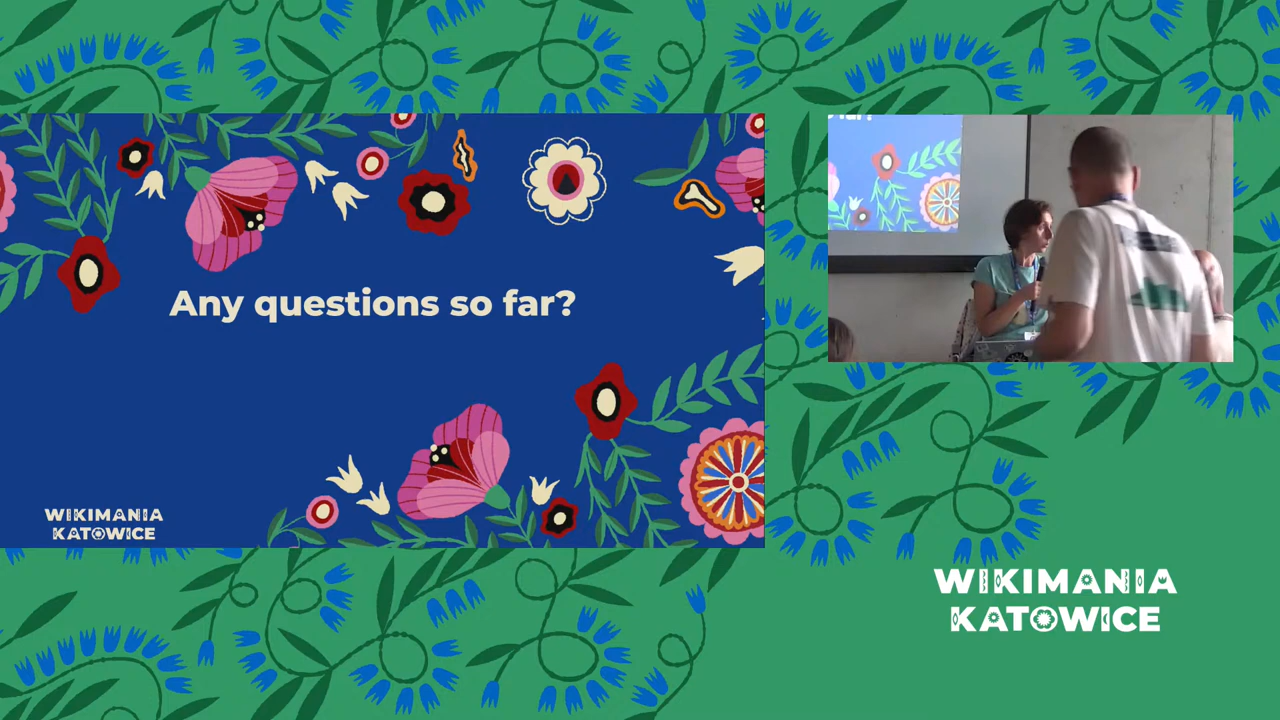 Any questions so far?
WIKIMANIA
KATOWICE
WIKIMANIA
KATOWICE